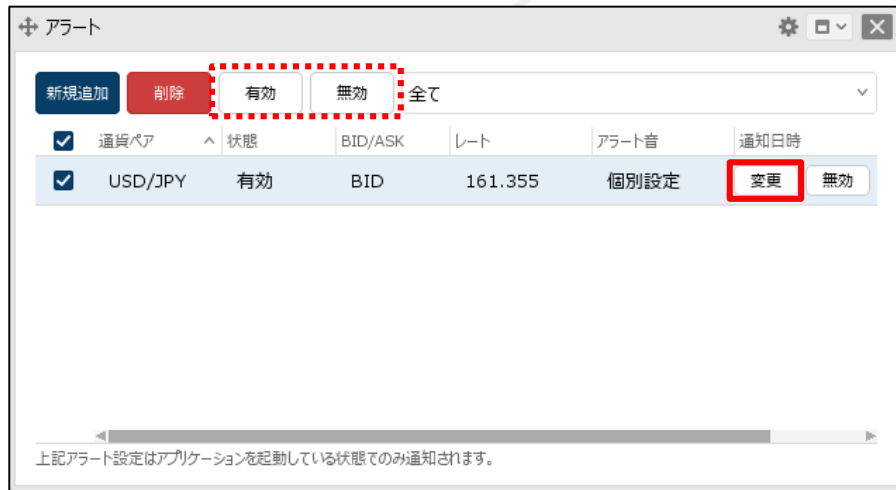 アラート
新規追加 削除 有効 無効 全て
通貨ペア 状態 BID/ASK レート アラート音 通知日時
USD/JPY 有効 BID 161.355 個別設定 変更 無効
上記アラート設定はアプリケーションを起動している状態でのみ通知されます。